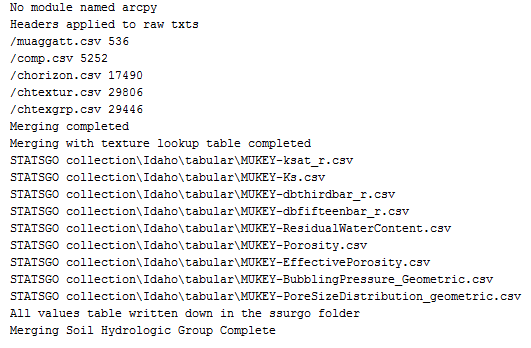 No module named arcpy
Headers applied to raw txts
/muaggatt.csv 536
/comp.csv 5252
/chorizon.csv 17490
/chtextur.csv 29806
/chtexgrp.csv 29446
Merging completed
Merging with texture lookup table completed
STATSGO collection\Idaho\tabular\MUKEY-ksat_r.csv
STATSGO collection\Idaho\tabular\MUKEY-Ks.csv
STATSGO collection\Idaho\tabular\MUKEY-dbthirdbar_r.csv
STATSGO collection\Idaho\tabular\MUKEY-dbfifteenbar_r.csv
STATSGO collection\Idaho\tabular\MUKEY-ResidualWaterContent.csv
STATSGO collection\Idaho\tabular\MUKEY-Porosity.csv
STATSGO collection\Idaho\tabular\MUKEY-EffectivePorosity.csv
STATSGO collection\Idaho\tabular\MUKEY-BubblingPressure_Geometric.csv
STATSGO collection\Idaho\tabular\MUKEY-PoreSizeDistribution_geometric.csv
All values table written down in the ssurgo folder
Merging Soil Hydrologic Group Complete